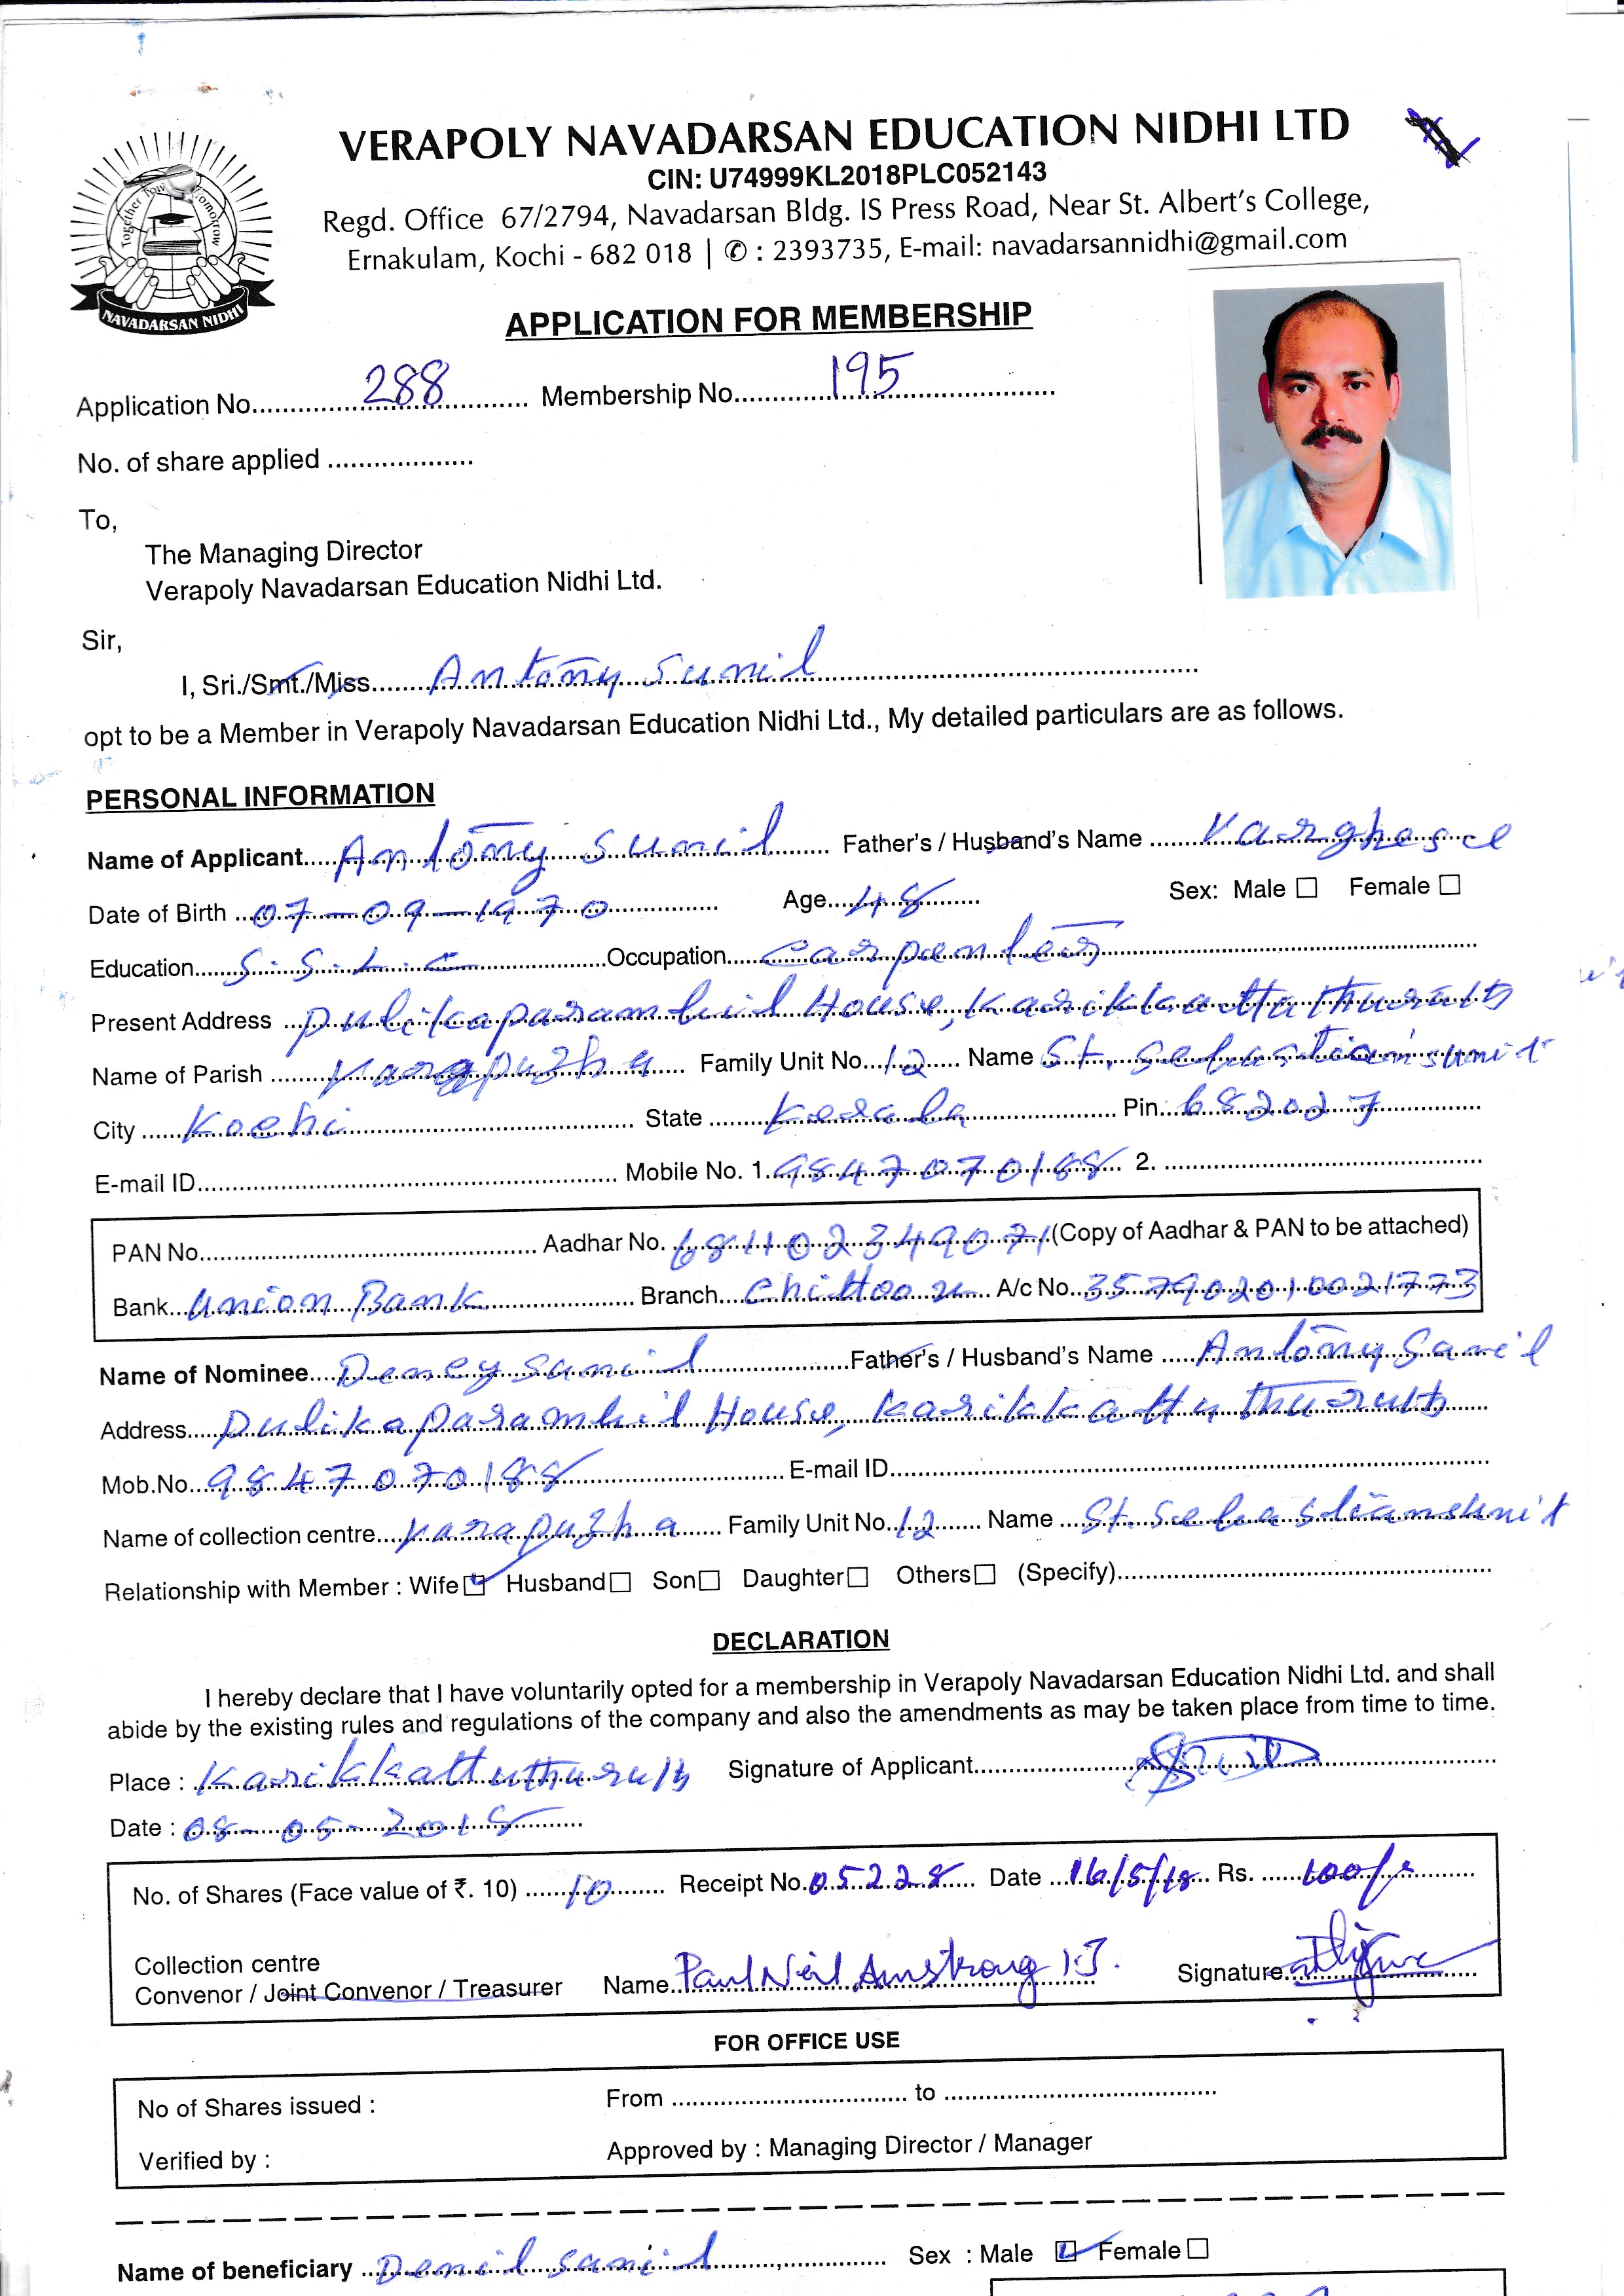 VERAPOLY NAVADARSAN EDUCATION NIDHI LTD
CIN: U74999KL2018PLC052143
Regd. Office 67/2794, Navadarsan Bldg. IS Press Road, Near St. Albert's College,
Ernakulam, Kochi - 682 018 | ✆ : 2393735, E-mail: navadarsannidhi@gmail.com
NAVADARSAN NIDHI
APPLICATION FOR MEMBERSHIP
Application No. 288 Membership No. 195
No. of share applied
To,
The Managing Director
Verapoly Navadarsan Education Nidhi Ltd.
Sir,
I, Sri./Smt./Miss. Antony Sunil
opt to be a Member in Verapoly Navadarsan Education Nidhi Ltd., My detailed particulars are as follows.
PERSONAL INFORMATION
Name of Applicant Antony Sunil Father's / Husband's Name Varghese
Date of Birth 07-09-1970 Age 48 Sex: Male □ Female □
Education S.S.L.C Occupation Carpenter
Present Address Pulikaparambil House, Karikkattuthuruth
Name of Parish Varapuzha Family Unit No. 12 Name St. Sebastian's unit
City Kochi State Kerala Pin 682027
E-mail ID Mobile No. 1. 9847070188 2.
PAN No. Aadhar No. 681102349071 (Copy of Aadhar & PAN to be attached)
Bank Union Bank Branch Chittoor A/c No. 357902010021773
Name of Nominee Sunil Father's / Husband's Name Antony Sunil
Address Pulikaparambil House, Karikkattuthuruth
Mob.No. 9847070188 E-mail ID
Name of collection centre Varapuzha Family Unit No. 12 Name St. Sebastian unit
Relationship with Member : Wife ☑ Husband □ Son □ Daughter □ Others □ (Specify)
DECLARATION
I hereby declare that I have voluntarily opted for a membership in Verapoly Navadarsan Education Nidhi Ltd. and shall
abide by the existing rules and regulations of the company and also the amendments as may be taken place from time to time.
Place : Karikkattuthuruth Signature of Applicant
Date : 08-05-2018
No. of Shares (Face value of ₹. 10) 10 Receipt No. 05228 Date 16/5/18 Rs. 100/-
Collection centre
Convenor / Joint Convenor / Treasurer Name Paul Neil Amstrong Signature
FOR OFFICE USE
No of Shares issued : From to
Verified by : Approved by : Managing Director / Manager
Name of beneficiary Denil Sunil Sex : Male ☑ Female □